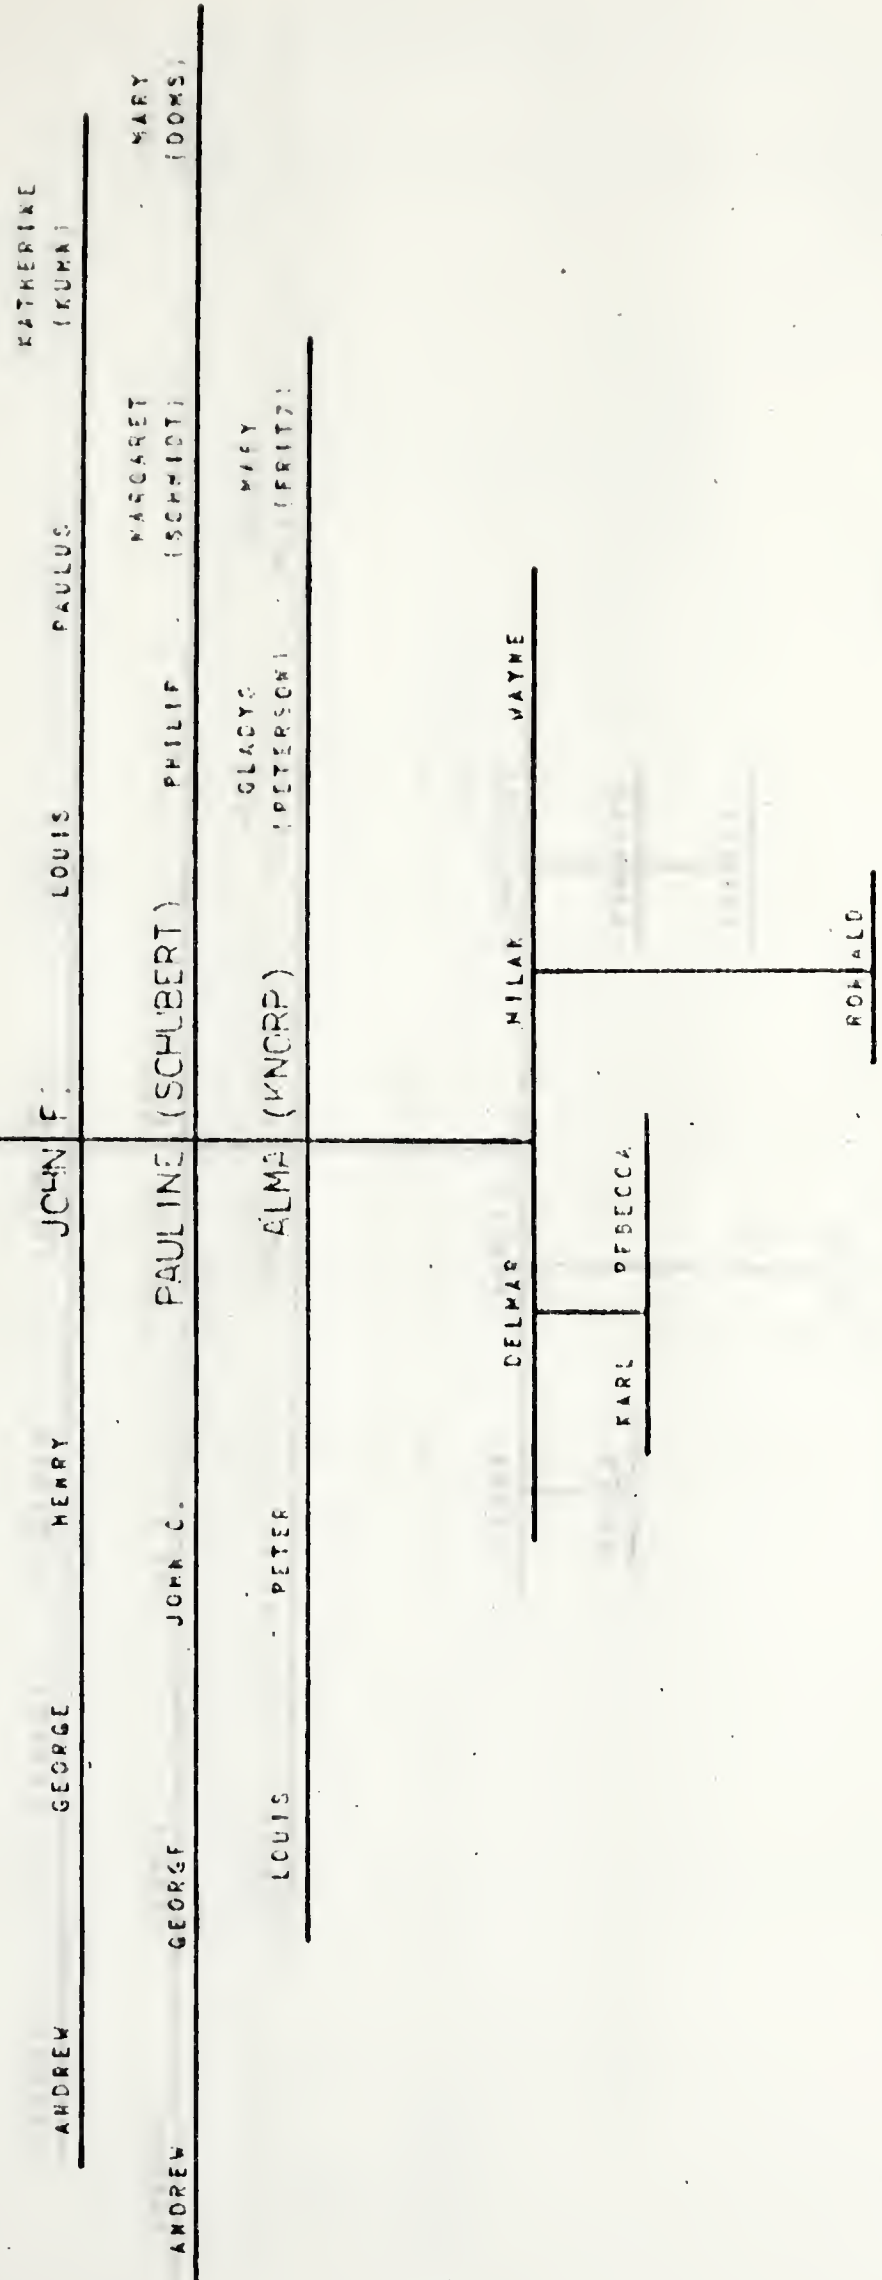 KATHERINE
(KUHN)
ANDREW GEORGE HENRY JOHN F. LOUIS PAULUS
MARGARET MARY
ANDREW GEORGE JOHN C. PAULINE (SCHUBERT) PHILIP (SCHMIDT) (DOMS)
GLADYS MARY
LOUIS PETER ALMA (KNORP) (PETERSON) (FRITZ)
DELMAR MILAN WAYNE
KARL REBECCA
RONALD